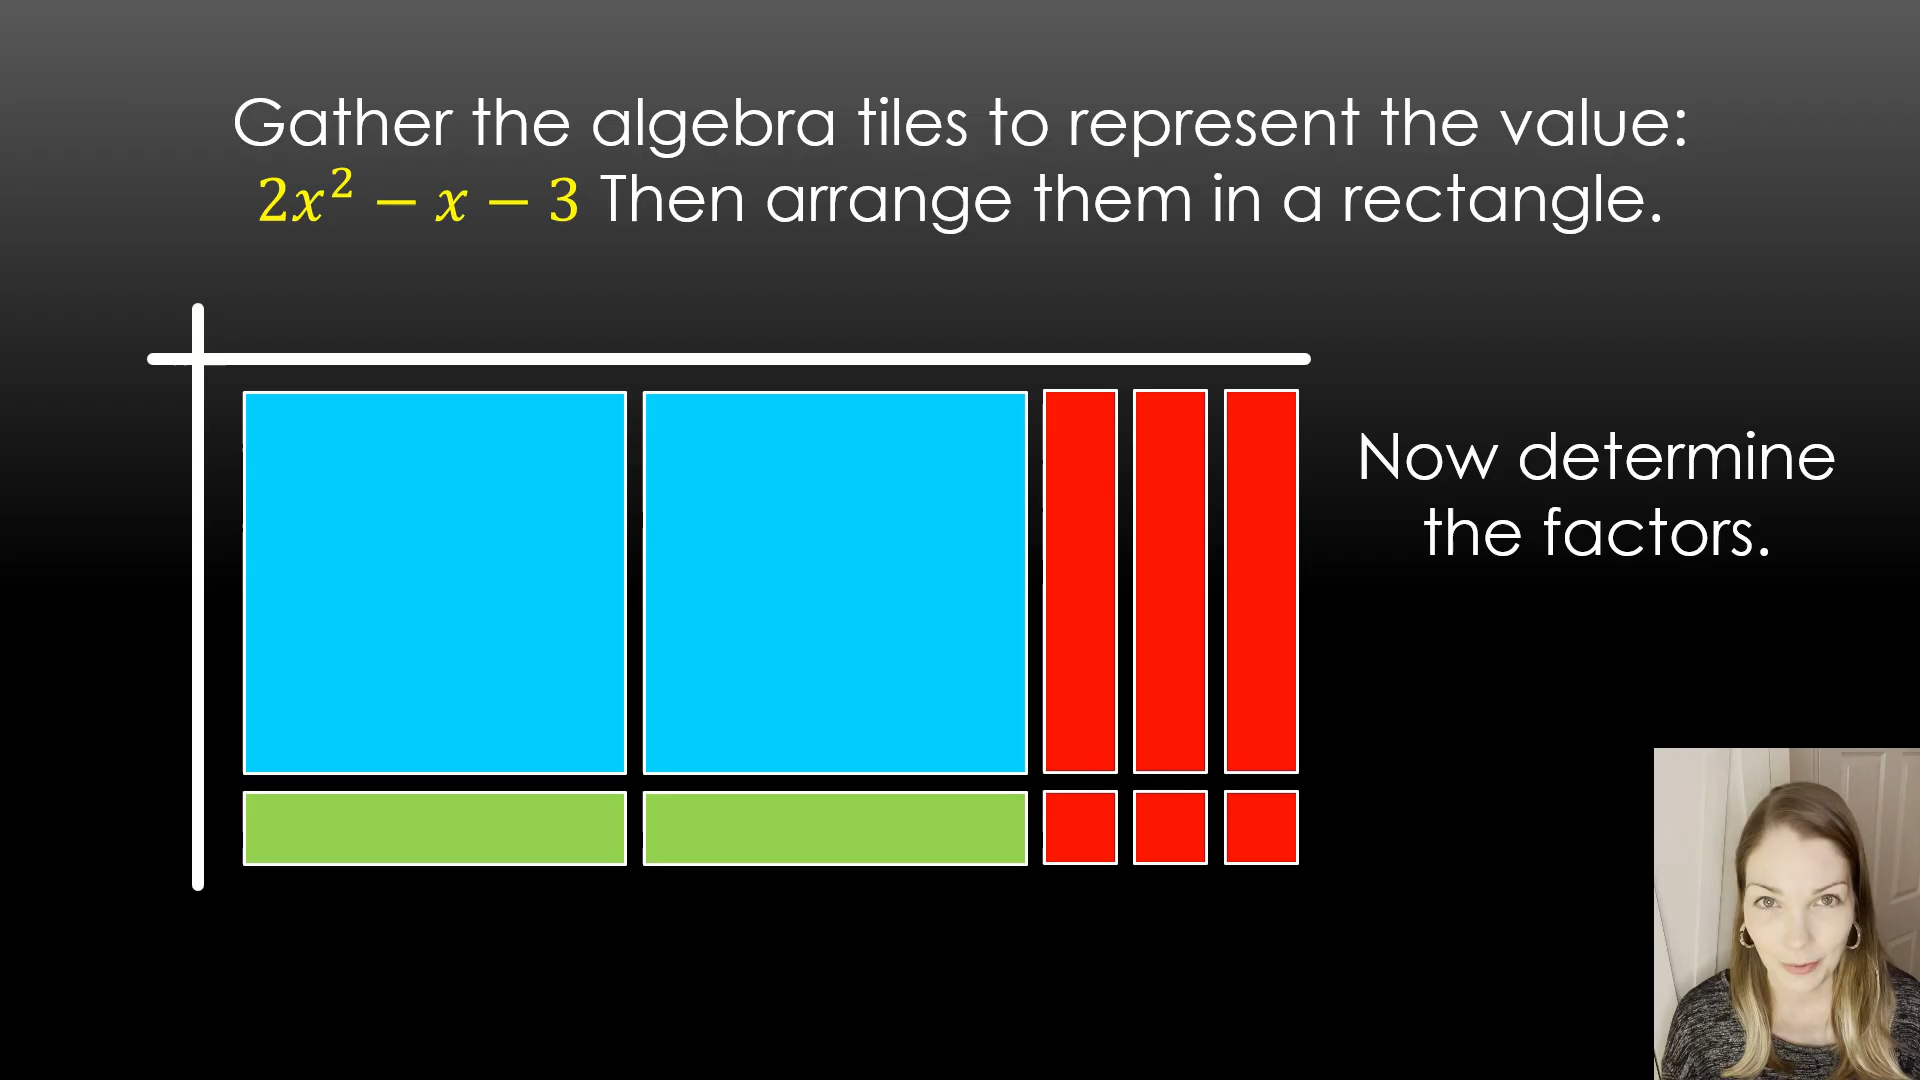 Gather the algebra tiles to represent the value:
2x² − x − 3 Then arrange them in a rectangle.
Now determine
the factors.